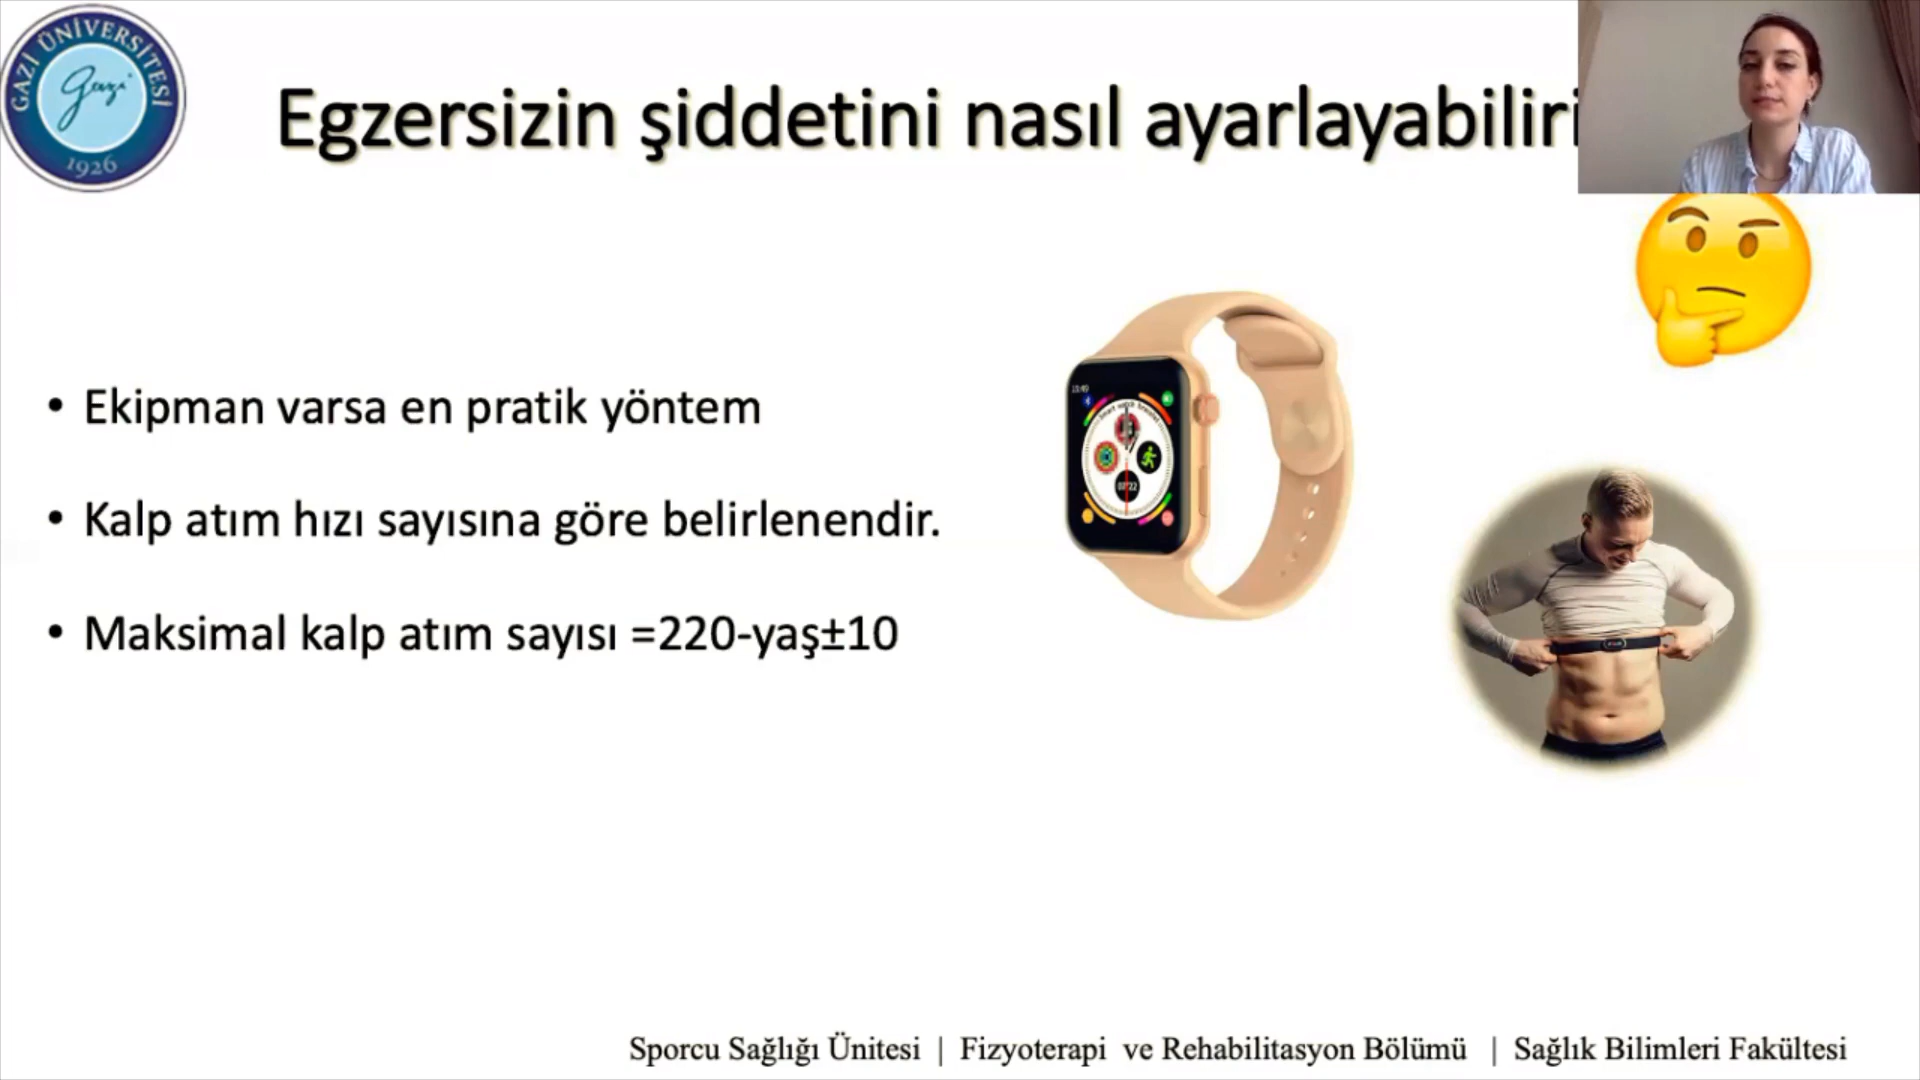 GAZİ ÜNİVERSİTESİ
gazi
1926
Egzersizin şiddetini nasıl ayarlayabiliri
• Ekipman varsa en pratik yöntem
• Kalp atım hızı sayısına göre belirlenendir.
• Maksimal kalp atım sayısı =220-yaş±10
Sporcu Sağlığı Ünitesi | Fizyoterapi ve Rehabilitasyon Bölümü | Sağlık Bilimleri Fakültesi